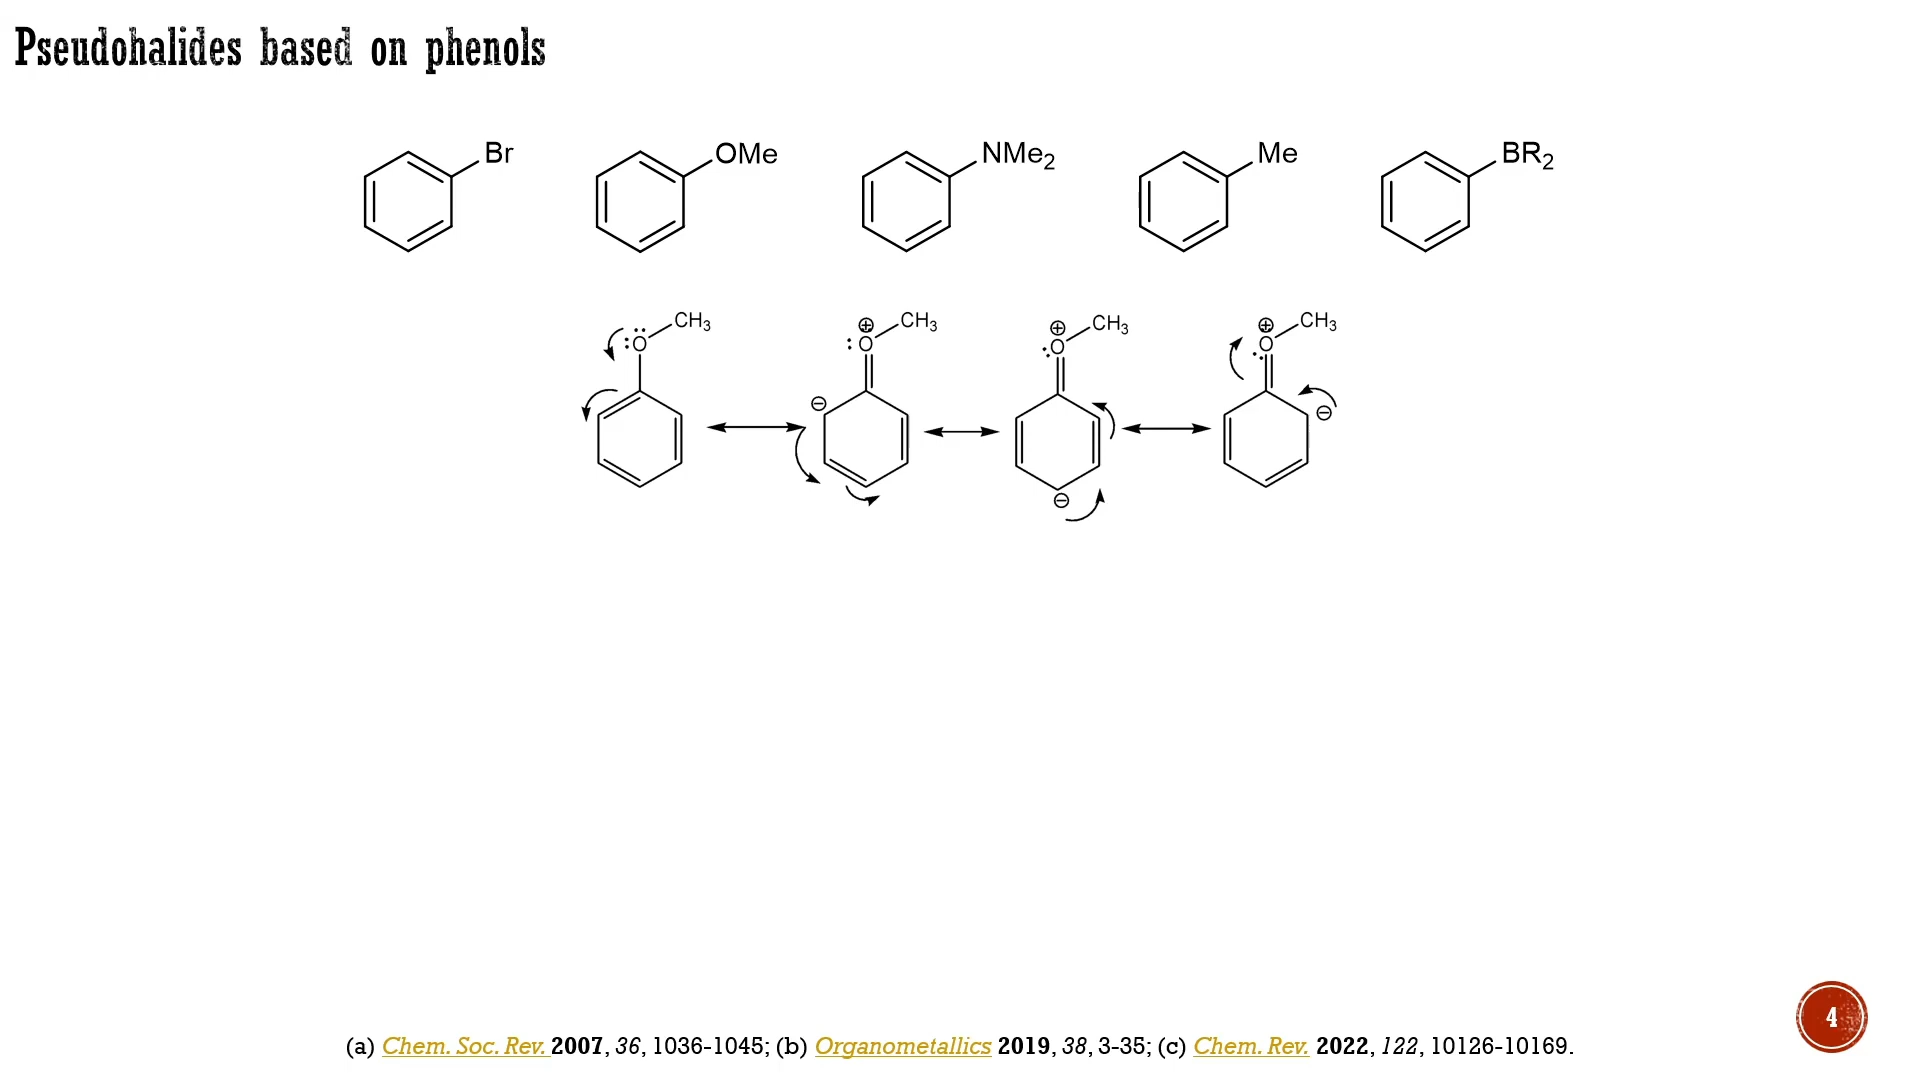 Pseudohalides based on phenols
Br
OMe
NMe2
Me
BR2
CH3
:O
CH3
:O
CH3
:O
CH3
O
4
(a) Chem. Soc. Rev. 2007, 36, 1036-1045; (b) Organometallics 2019, 38, 3-35; (c) Chem. Rev. 2022, 122, 10126-10169.